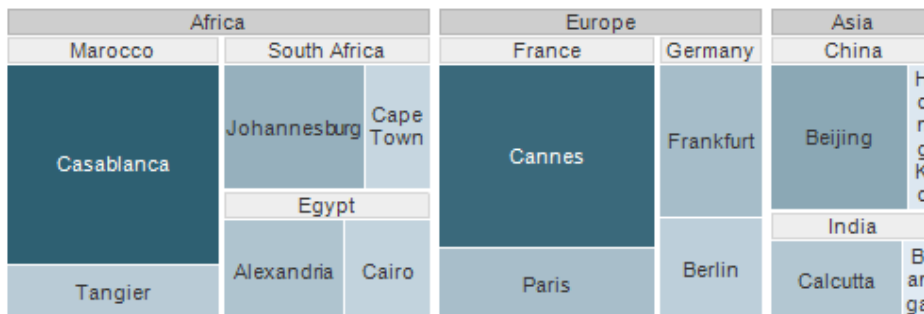 Africa
Marocco
Casablanca
Tangier
South Africa
Johannesburg
Cape
Town
Egypt
Alexandria
Cairo
Europe
France
Cannes
Paris
Germany
Frankfurt
Berlin
Asia
China
Beijing
India
Calcutta